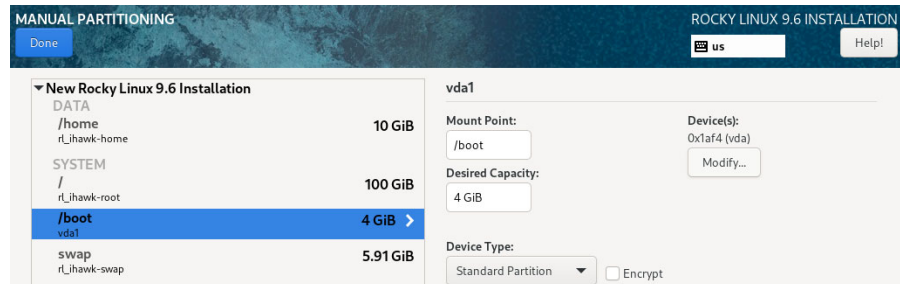 MANUAL PARTITIONING
ROCKY LINUX 9.6 INSTALLATION
Done
us
Help!
New Rocky Linux 9.6 Installation
DATA
/home 10 GiB
rl_ihawk-home
SYSTEM
/ 100 GiB
rl_ihawk-root
/boot 4 GiB
vda1
swap 5.91 GiB
rl_ihawk-swap
vda1
Mount Point:
/boot
Desired Capacity:
4 GiB
Device(s):
0x1af4 (vda)
Modify...
Device Type:
Standard Partition
Encrypt